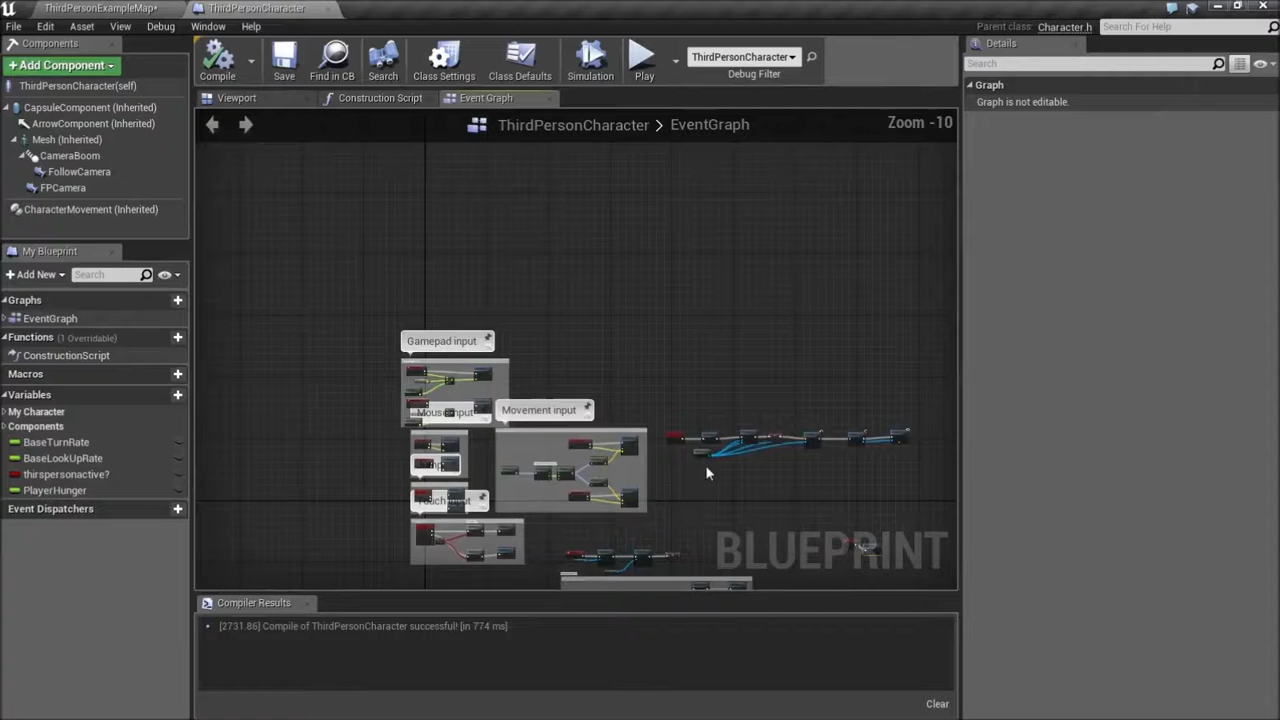 ThirdPersonExampleMap*
ThirdPersonCharacter
File Edit Asset View Debug Window Help
Parent class: Character.h
Search For Help
Components
Details
+Add Component
Search
ThirdPersonCharacter(self)
CapsuleComponent (Inherited)
ArrowComponent (Inherited)
Mesh (Inherited)
CameraBoom
FollowCamera
FPCamera
CharacterMovement (Inherited)
Compile
Save
Find in CB
Search
Class Settings
Class Defaults
Simulation
Play
ThirdPersonCharacter
Debug Filter
Viewport
Construction Script
Event Graph
Graph
Graph is not editable.
ThirdPersonCharacter > EventGraph
Zoom -10
My Blueprint
+Add New
Search
Graphs
EventGraph
Functions (1 Overridable)
ConstructionScript
Macros
Variables
My Character
Components
BaseTurnRate
BaseLookUpRate
thirspersonactive?
PlayerHunger
Event Dispatchers
Gamepad input
Mouse input
Movement input
Touch input
BLUEPRINT
Compiler Results
[2731.86] Compile of ThirdPersonCharacter successful! [in 774 ms]
Clear